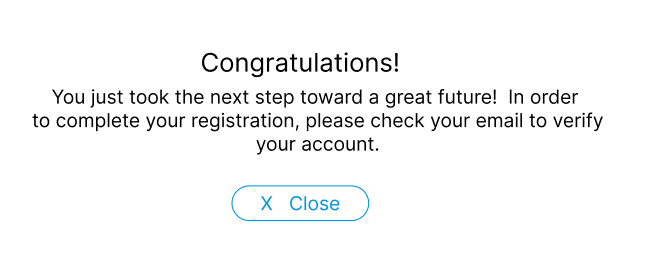 Congratulations!
You just took the next step toward a great future!  In order
to complete your registration, please check your email to verify
your account.
X Close